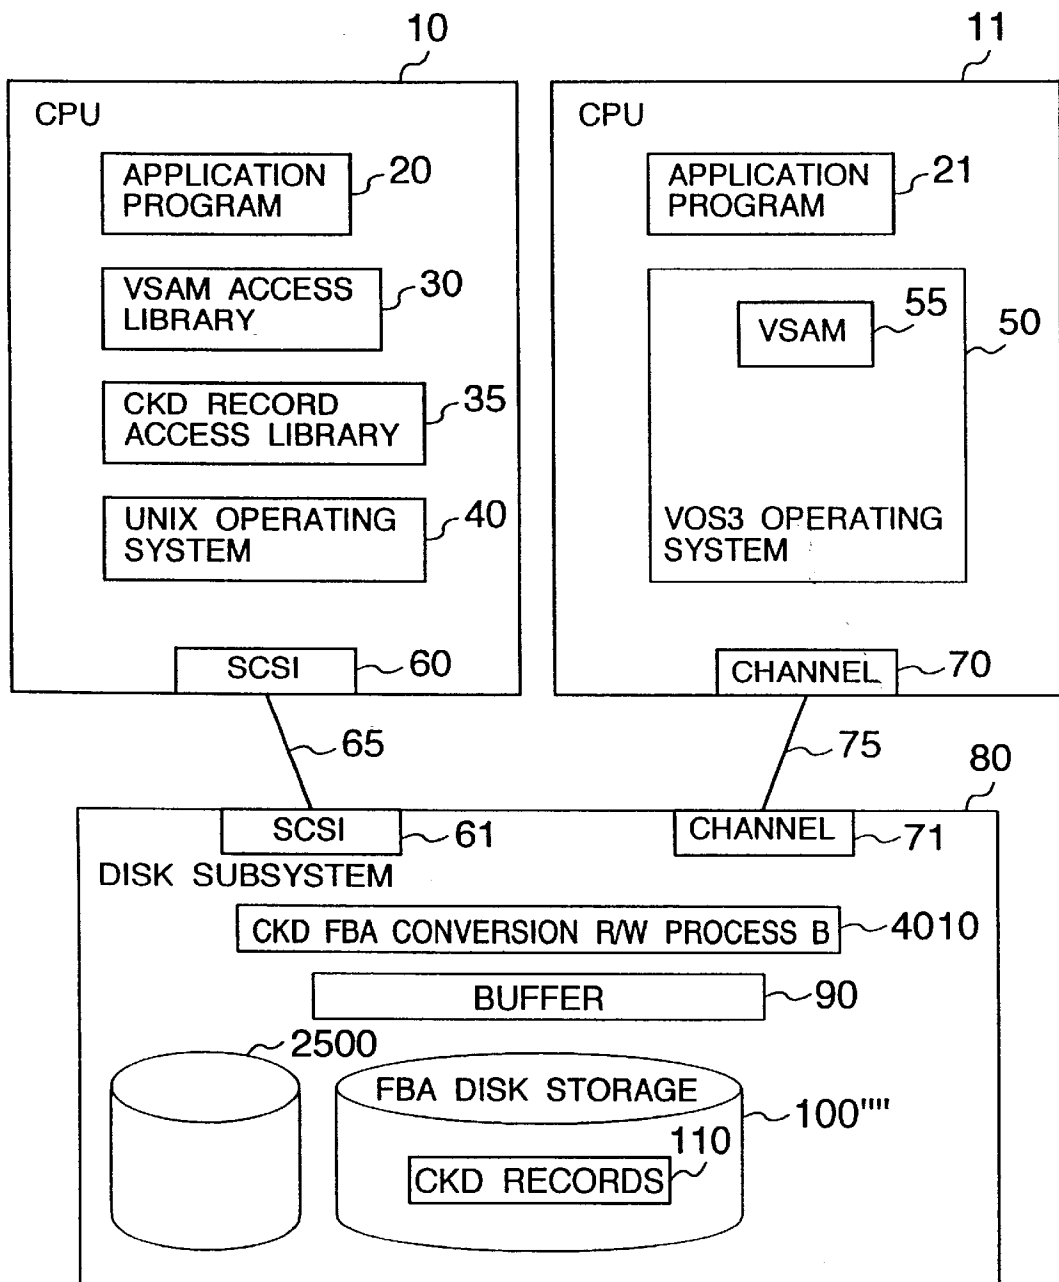 10
11
CPU
CPU
APPLICATION
PROGRAM
20
APPLICATION
PROGRAM
21
VSAM ACCESS
LIBRARY
30
VSAM
55
50
CKD RECORD
ACCESS LIBRARY
35
UNIX OPERATING
SYSTEM
40
VOS3 OPERATING
SYSTEM
SCSI
60
CHANNEL
70
65
75
80
SCSI
61
CHANNEL
71
DISK SUBSYSTEM
CKD FBA CONVERSION R/W PROCESS B
4010
BUFFER
90
2500
FBA DISK STORAGE
100""
110
CKD RECORDS